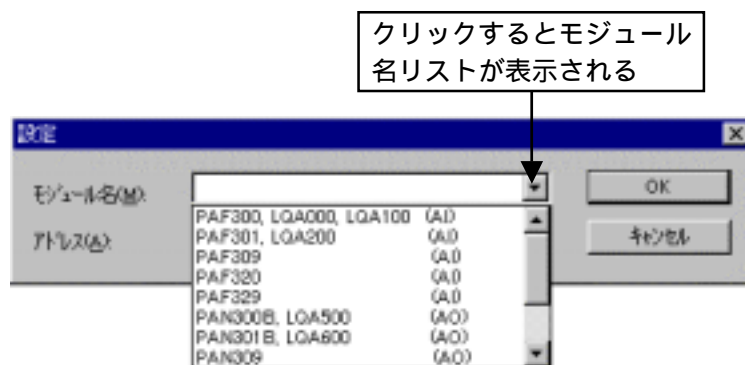 クリックするとモジュール
名リストが表示される
設定
モジュール名(M):
OK
PAF300, LQA000, LQA100 (AI)
アドレス(A):
PAF301, LQA200 (AI)
キャンセル
PAF309 (AI)
PAF320 (AI)
PAF329 (AI)
PAN300B, LQA500 (AO)
PAN301B, LQA600 (AO)
PAN309 (AO)